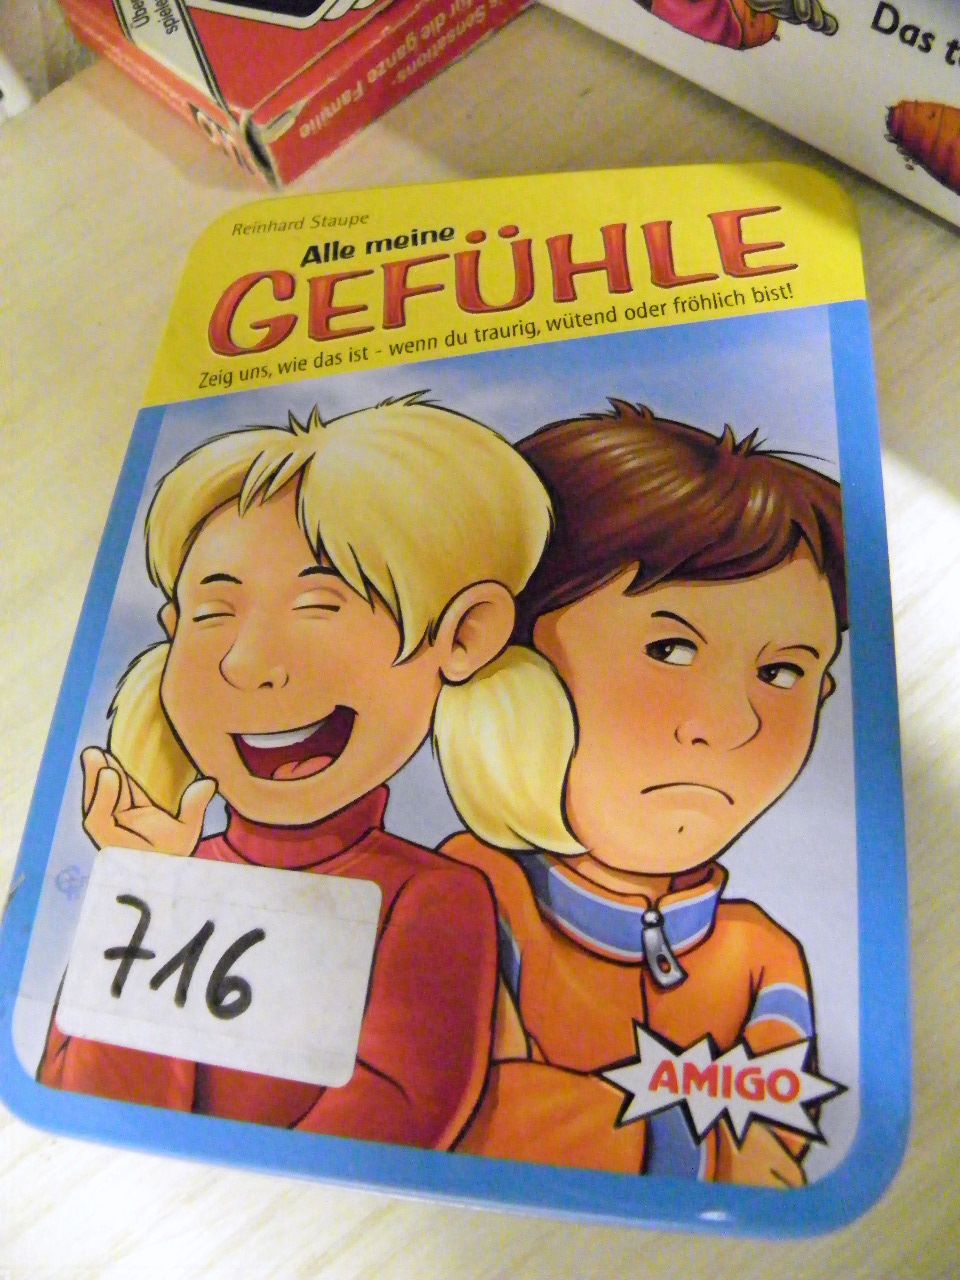 Sensations-
für die ganze Familie
Das
Reinhard Staupe
Alle meine
GEFÜHLE
Zeig uns, wie das ist - wenn du traurig, wütend oder fröhlich bist!
716
AMIGO